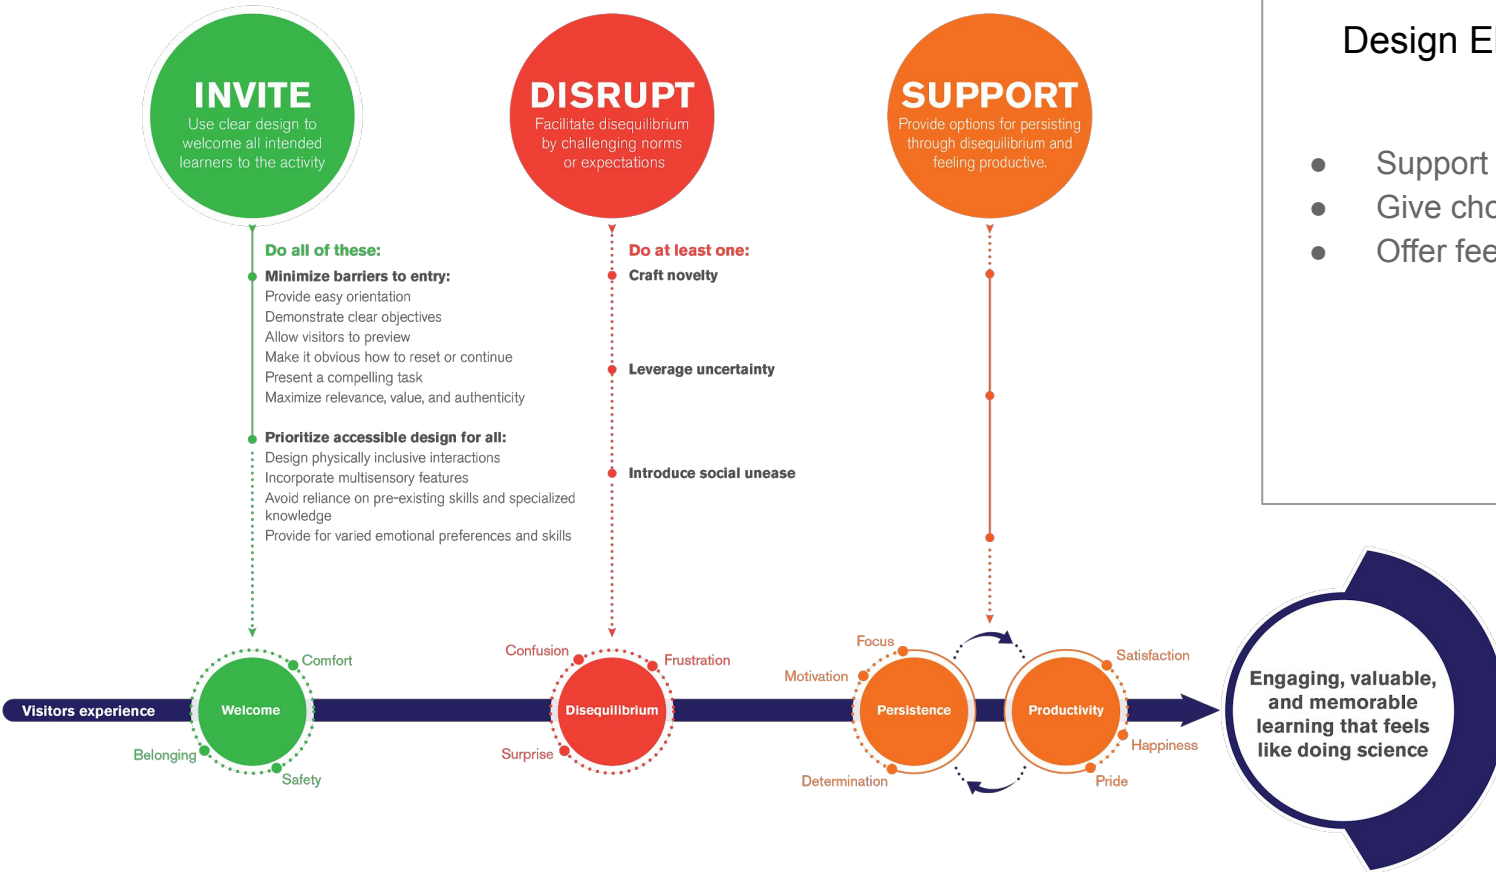 INVITE
Use clear design to
welcome all intended
learners to the activity
Do all of these:
Minimize barriers to entry:
Provide easy orientation
Demonstrate clear objectives
Allow visitors to preview
Make it obvious how to reset or continue
Present a compelling task
Maximize relevance, value, and authenticity
Prioritize accessible design for all:
Design physically inclusive interactions
Incorporate multisensory features
Avoid reliance on pre-existing skills and specialized
knowledge
Provide for varied emotional preferences and skills
DISRUPT
Facilitate disequilibrium
by challenging norms
or expectations
Do at least one:
Craft novelty
Leverage uncertainty
Introduce social unease
SUPPORT
Provide options for persisting
through disequilibrium and
feeling productive.
Design
● Support
● Give
● Offer
Visitors experience
Welcome
Comfort
Belonging
Safety
Disequilibrium
Confusion
Frustration
Surprise
Persistence
Focus
Motivation
Determination
Productivity
Satisfaction
Happiness
Pride
Engaging, valuable,
and memorable
learning that feels
like doing science